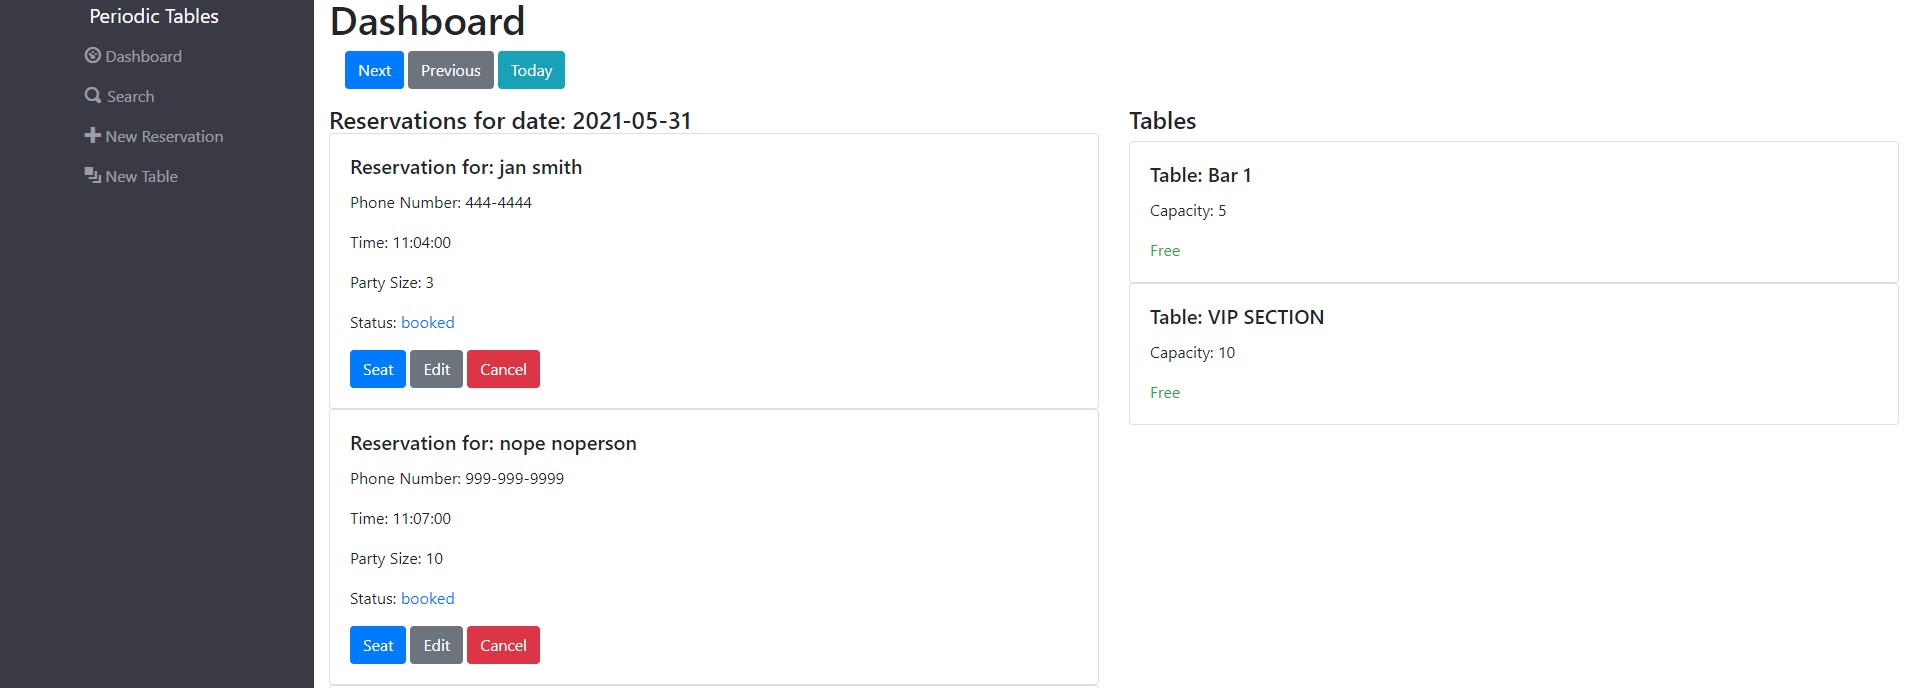 Periodic Tables
Dashboard
Search
New Reservation
New Table
Dashboard
Next Previous Today
Reservations for date: 2021-05-31
Reservation for: jan smith
Phone Number: 444-4444
Time: 11:04:00
Party Size: 3
Status: booked
Seat Edit Cancel
Reservation for: nope noperson
Phone Number: 999-999-9999
Time: 11:07:00
Party Size: 10
Status: booked
Seat Edit Cancel
Tables
Table: Bar 1
Capacity: 5
Free
Table: VIP SECTION
Capacity: 10
Free